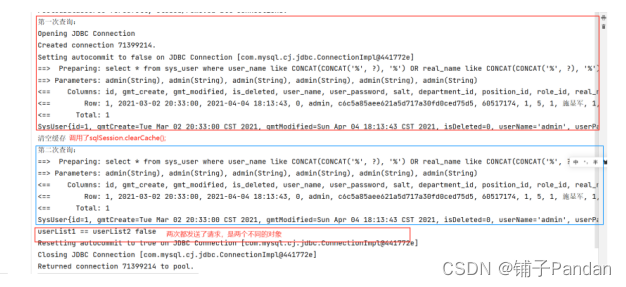 第一次查询:
Opening JDBC Connection
Created connection 71399214.
Setting autocommit to false on JDBC Connection [com.mysql.cj.jdbc.ConnectionImpl@441772e]
==>  Preparing: select * from sys_user where user_name like CONCAT(CONCAT('%', ?), '%') OR real_name like CONCAT(CONCAT('%', ?), '%')
==> Parameters: admin(String), admin(String), admin(String), admin(String), admin(String), admin(String)
<==    Columns: id, gmt_create, gmt_modified, is_deleted, user_name, user_password, salt, department_id, position_id, role_id, real_n
<==        Row: 1, 2021-03-02 20:33:00, 2021-04-04 18:13:43, 0, admin, 60517174, 1, 5, 1, 1,
<==      Total: 1
SysUser{id=1, gmtCreate=Tue Mar 02 20:33:00 CST 2021, gmtModified=Sun Apr 04 18:13:43 CST 2021, isDeleted=0, userName='admin', userPa
清空缓存 调用了sqlSession.clearCache();
第二次查询:
==>  Preparing: select * from sys_user where user_name like CONCAT(CONCAT('%', ?), '%') OR real_name like CONCAT(CONCAT('%', ?
==> Parameters: admin(String), admin(String), admin(String), admin(String), admin(String), admin(String)
<==    Columns: id, gmt_create, gmt_modified, is_deleted, user_name, user_password, salt, department_id, position_id, role_id, real_n
<==        Row: 1, 2021-03-02 20:33:00, 2021-04-04 18:13:43, 0, admin, 60517174, 1, 5, 1, 1,
<==      Total: 1
SysUser{id=1, gmtCreate=Tue Mar 02 20:33:00 CST 2021, gmtModified=Sun Apr 04 18:13:43 CST 2021, isDeleted=0, userName='admin', userPa
userList1 == userList2 false 两次都发送了请求, 是两个不同的对象
Resetting autocommit to true on JDBC Connection [com.mysql.cj.jdbc.ConnectionImpl@441772e]
Closing JDBC Connection [com.mysql.cj.jdbc.ConnectionImpl@441772e]
Returned connection 71399214 to pool.
CSDN @铺子Pandan